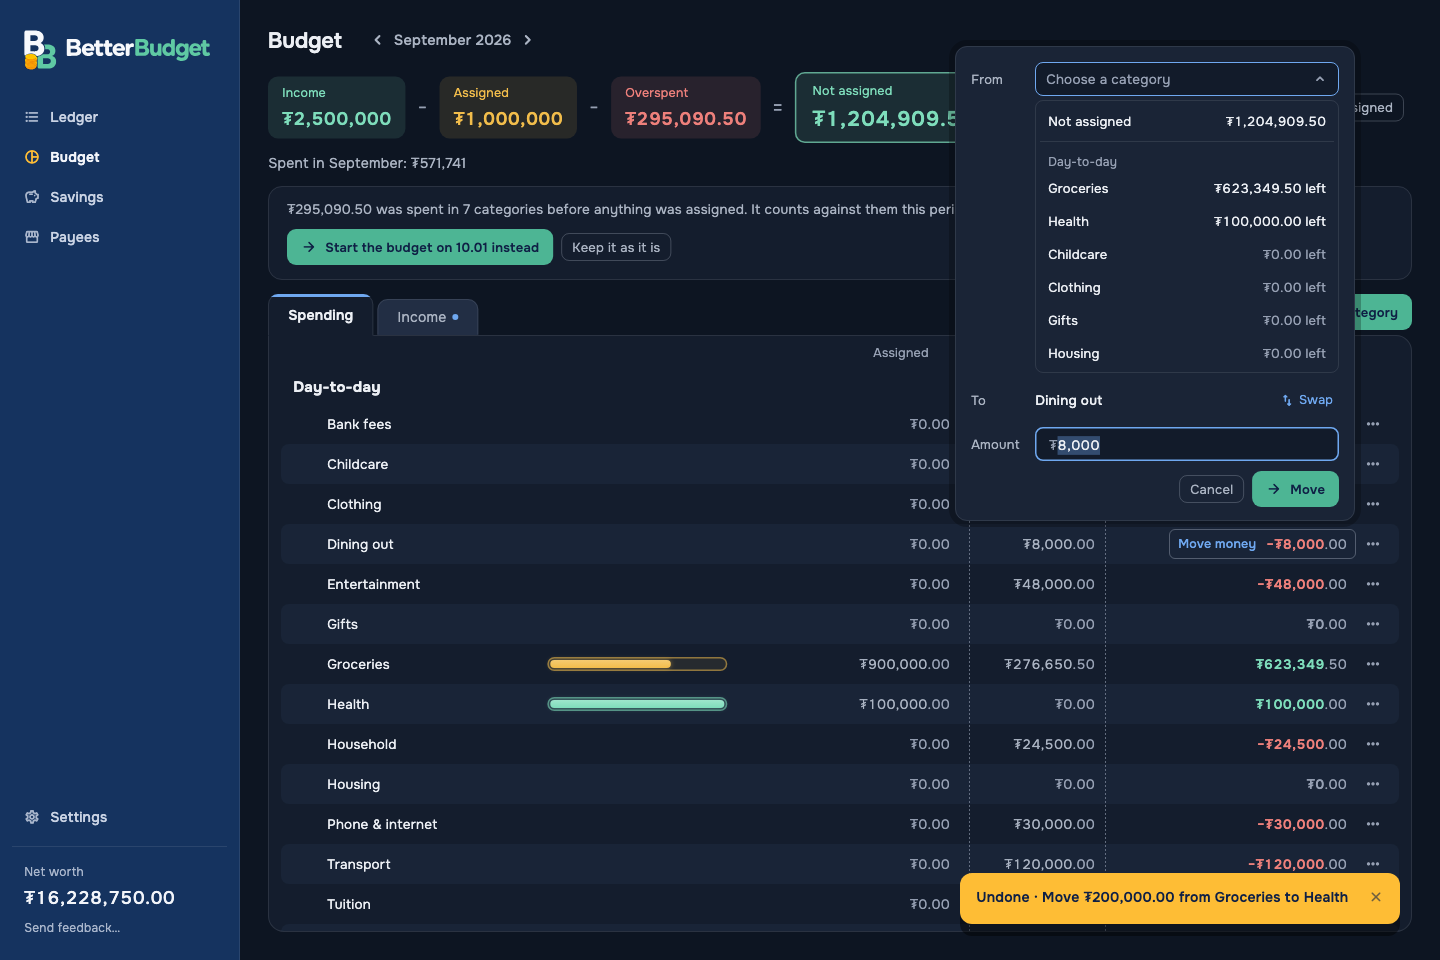 BetterBudget
Ledger
Budget
Savings
Payees
Settings
Net worth
₮16,228,750.00
Send feedback...
Budget
September 2026
Income
₮2,500,000
–
Assigned
₮1,000,000
–
Overspent
₮295,090.50
=
Not assigned
₮1,204,909.5
signed
Spent in September: ₮571,741
₮295,090.50 was spent in 7 categories before anything was assigned. It counts against them this peri
Start the budget on 10.01 instead
Keep it as it is
Spending
Income
tegory
Assigned
Day-to-day
Bank fees ₮0.00
Childcare ₮0.00
Clothing ₮0.00
Dining out ₮0.00 ₮8,000.00 Move money -₮8,000.00
Entertainment ₮0.00 ₮48,000.00 -₮48,000.00
Gifts ₮0.00 ₮0.00 ₮0.00
Groceries ₮900,000.00 ₮276,650.50 ₮623,349.50
Health ₮100,000.00 ₮0.00 ₮100,000.00
Household ₮0.00 ₮24,500.00 -₮24,500.00
Housing ₮0.00 ₮0.00 ₮0.00
Phone & internet ₮0.00 ₮30,000.00 -₮30,000.00
Transport ₮0.00 ₮120,000.00 -₮120,000.00
Tuition ₮0.00
From Choose a category
Not assigned ₮1,204,909.50
Day-to-day
Groceries ₮623,349.50 left
Health ₮100,000.00 left
Childcare ₮0.00 left
Clothing ₮0.00 left
Gifts ₮0.00 left
Housing ₮0.00 left
To Dining out Swap
Amount ₮8,000
Cancel Move
Undone · Move ₮200,000.00 from Groceries to Health